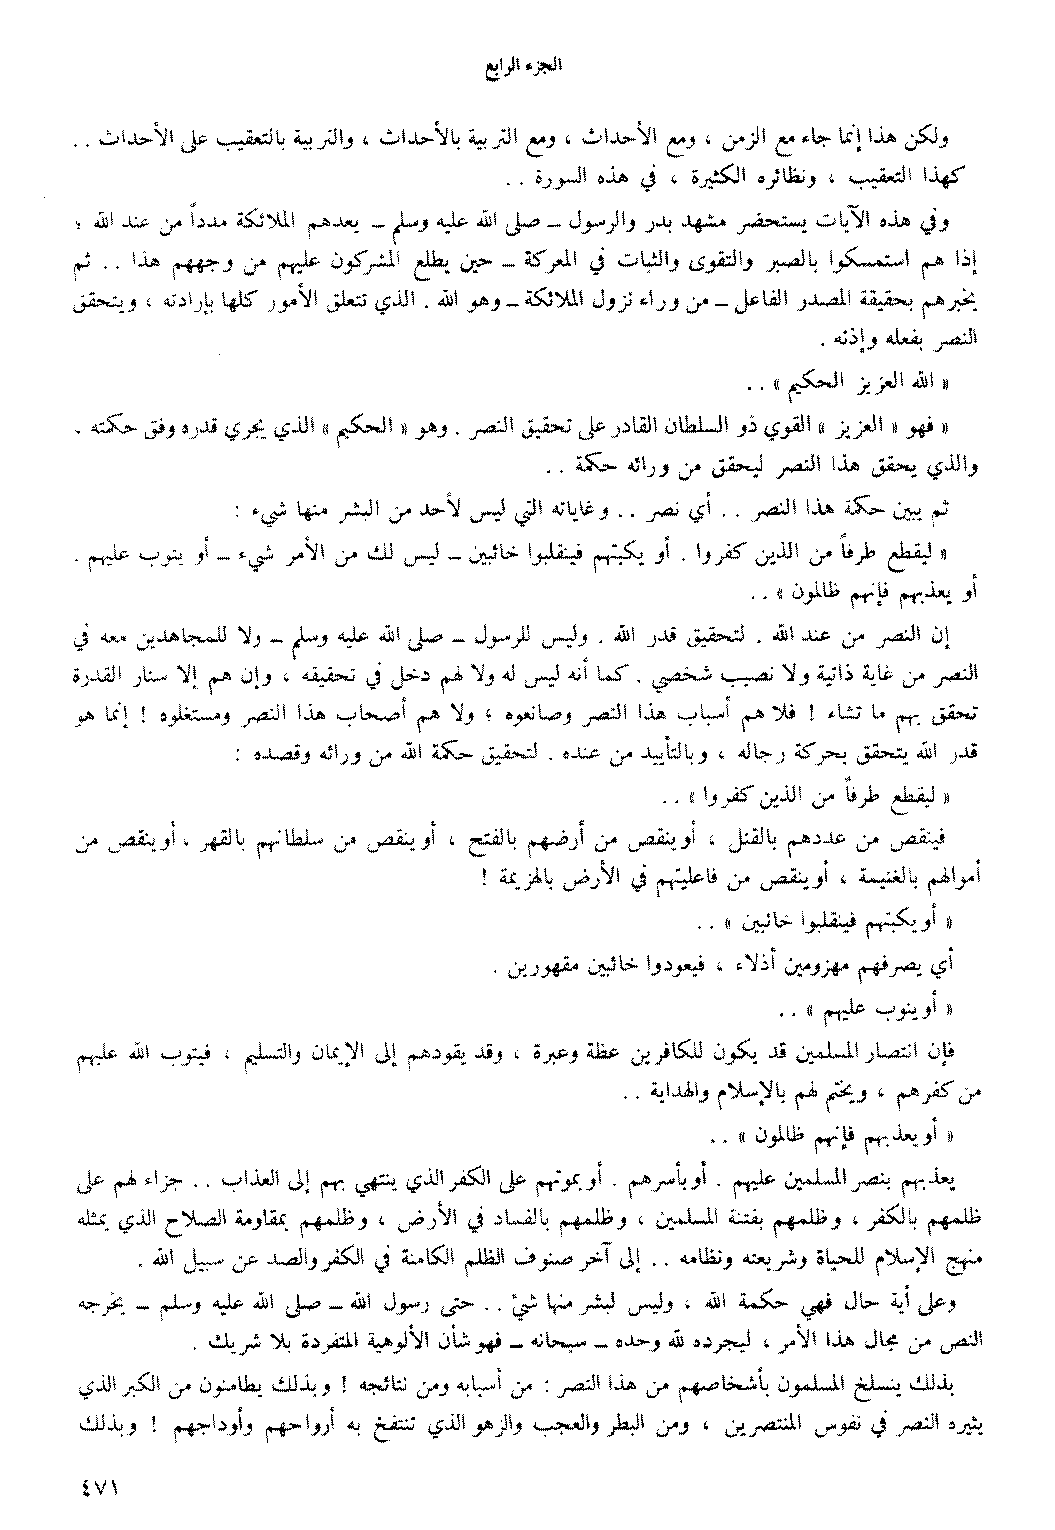 الجزء الرابع
ولكن هذا إنما جاء مع الزمن ، ومع الأحداث ، ومع التربية بالأحداث ، والتربية بالتعقيب على الأحداث . .
كهذا التعقيب ، ونظائره الكثيرة ، في هذه السورة . .
وفي هذه الآيات يستحضر مشهد بدر والرسول – صلى الله عليه وسلم – يعدهم الملائكة مدداً من عند الله ؛
إذا هم استمسكوا بالصبر والتقوى والثبات في المعركة – حين يطلع المشركون عليهم من وجههم هذا . . ثم
يخبرهم بحقيقة المصدر الفاعل – من وراء نزول الملائكة – وهو الله . الذي تتعلق الأمور كلها بإرادته ، ويتحقق
النصر بفعله وإذنه .
« الله العزيز الحكيم » . .
« فهو « العزيز » القوي ذو السلطان القادر على تحقيق النصر . وهو « الحكيم » الذي يجري قدره وفق حكمته .
والذي يحقق هذا النصر ليحقق من ورائه حكمة . .
ثم يبين حكمة هذا النصر . . أي نصر . . وغاياته التي ليس لأحد من البشر منها شيء :
« ليقطع طرفاً من الذين كفروا . أو يكبتهم فينقلبوا خائبين – ليس لك من الأمر شيء – أو يتوب عليهم .
أو يعذبهم فإنهم ظالمون » . .
إن النصر من عند الله . لتحقيق قدر الله . وليس للرسول – صلى الله عليه وسلم – ولا للمجاهدين معه في
النصر من غاية ذاتية ولا نصيب شخصي . كما أنه ليس له ولا لهم دخل في تحقيقه ، وإن هم إلا ستار القدرة
تحقق بهم ما تشاء ! فلا هم أسباب هذا النصر وصانعوه ؛ ولا هم أصحاب هذا النصر ومستغلوه ! إنما هو
قدر الله يتحقق بحركة رجاله ، وبالتأييد من عنده . لتحقيق حكمة الله من ورائه وقصده :
« ليقطع طرفاً من الذين كفروا » . .
فينقص من عددهم بالقتل ، أو ينقص من أرضهم بالفتح ، أو ينقص من سلطانهم بالقهر ، أو ينقص من
أموالهم بالغنيمة ، أو ينقص من فاعليتهم في الأرض بالهزيمة !
« أو يكبتهم فينقلبوا خائبين » . .
أي يصرفهم مهزومين أذلاء ، فيعودوا خائبين مقهورين .
« أو يتوب عليهم » . .
فإن انتصار المسلمين قد يكون للكافرين عظة وعبرة ، وقد يقودهم إلى الإيمان والتسليم ، فيتوب الله عليهم
من كفرهم ، ويختم لهم بالإسلام والهداية . .
« أو يعذبهم فإنهم ظالمون » . .
يعذبهم بنصر المسلمين عليهم . أو بأسرهم . أو بموتهم على الكفر الذي ينتهي بهم إلى العذاب . . جزاء لهم على
ظلمهم بالكفر ، وظلمهم بفتنة المسلمين ، وظلمهم بالفساد في الأرض ، وظلمهم بمقاومة الصلاح الذي يمثله
منهج الإسلام للحياة وشريعته ونظامه . . إلى آخر صنوف الظلم الكامنة في الكفر والصد عن سبيل الله .
وعلى أية حال فهي حكمة الله ، وليس لبشر منها شئ . . حتى رسول الله – صلى الله عليه وسلم – يخرجه
النص من مجال هذا الأمر ، ليجرده لله وحده – سبحانه – فهو شأن الألوهية المتفردة بلا شريك .
بذلك ينسلخ المسلمون بأشخاصهم من هذا النصر : من أسبابه ومن نتائجه ! وبذلك يطامنون من الكبر الذي
يثيره النصر في نفوس المنتصرين ، ومن البطر والعجب والزهو الذي تنتفخ به أرواحهم وأوداجهم ! وبذلك
٤٧١